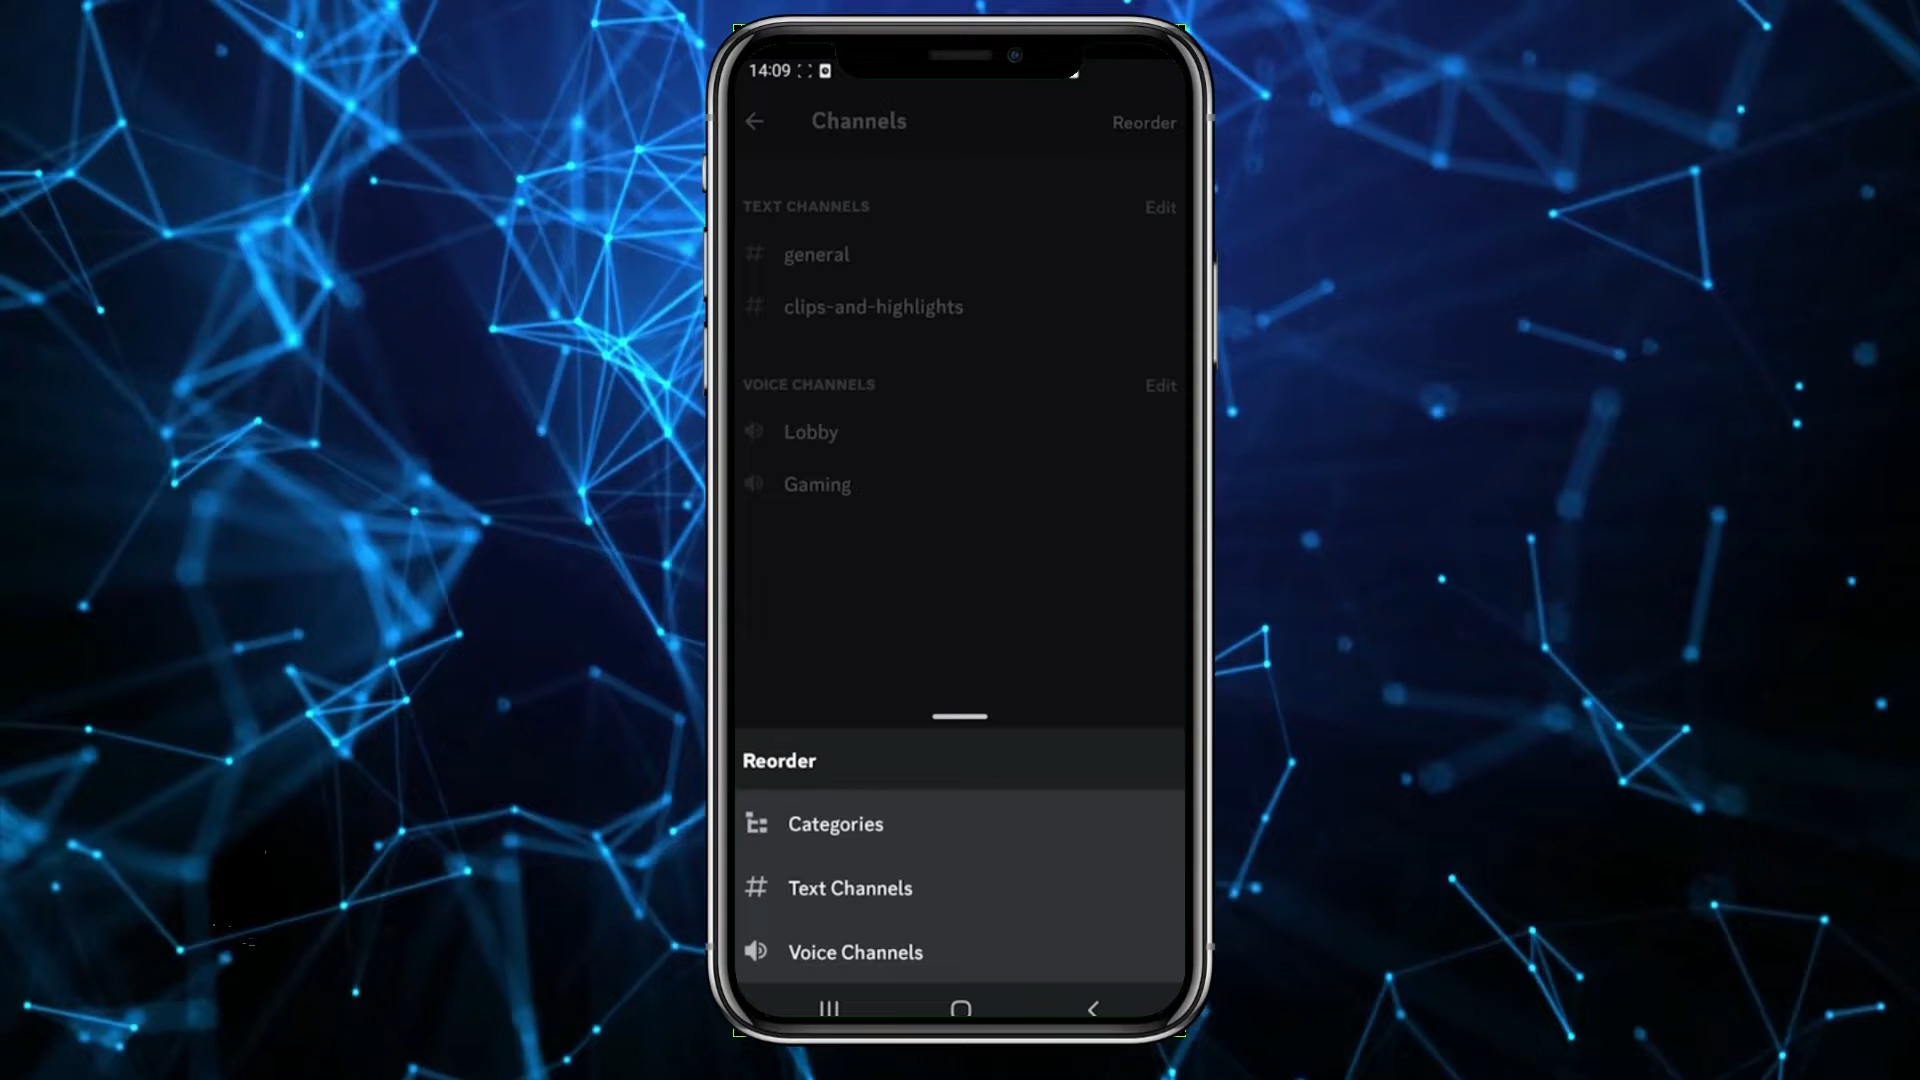 14:09
Channels Reorder
TEXT CHANNELS Edit
general
clips-and-highlights
VOICE CHANNELS Edit
Lobby
Gaming
Reorder
Categories
Text Channels
Voice Channels